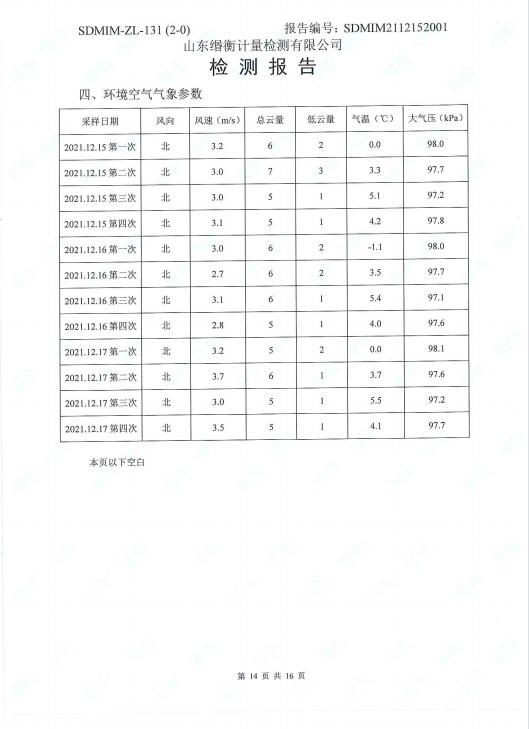 SDMIM-ZL-131 (2-0) 报告编号：SDMIM2112152001
山东缗衡计量检测有限公司
检测报告
四、环境空气气象参数
采样日期 风向 风速（m/s） 总云量 低云量 气温（℃） 大气压（kPa）
2021.12.15 第一次 北 3.2 6 2 0.0 98.0
2021.12.15 第二次 北 3.0 7 3 3.3 97.7
2021.12.15 第三次 北 3.0 5 1 5.1 97.2
2021.12.15 第四次 北 3.1 5 1 4.2 97.8
2021.12.16 第一次 北 3.0 6 2 -1.1 98.0
2021.12.16 第二次 北 2.7 6 2 3.5 97.7
2021.12.16 第三次 北 3.1 6 1 5.4 97.1
2021.12.16 第四次 北 2.8 5 1 4.0 97.6
2021.12.17 第一次 北 3.2 5 2 0.0 98.1
2021.12.17 第二次 北 3.7 6 1 3.7 97.6
2021.12.17 第三次 北 3.0 5 1 5.5 97.2
2021.12.17 第四次 北 3.5 5 1 4.1 97.7
本页以下空白
第 14 页 共 16 页